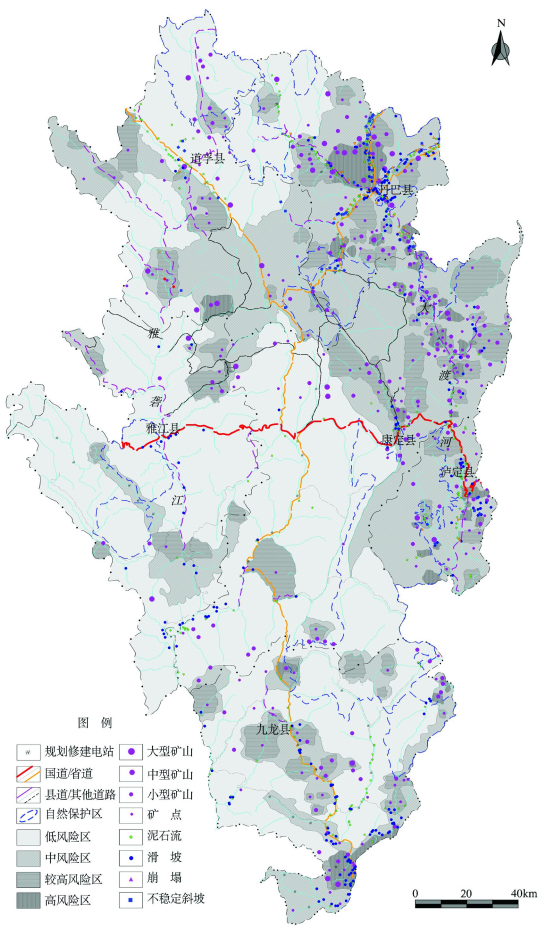 N
道孚县
丹巴县
雅
渡
砻
雅江县
康定县
河
泸定县
江
九龙县
图 例
规划修建电站
大型矿山
国道/省道
中型矿山
县道/其他道路
小型矿山
自然保护区
矿 点
低风险区
泥石流
中风险区
滑 坡
较高风险区
崩 塌
高风险区
不稳定斜坡
0 20 40km